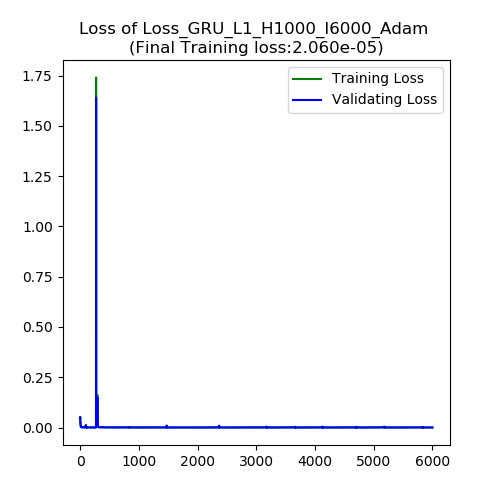 Loss of Loss_GRU_L1_H1000_I6000_Adam
(Final Training loss:2.060e-05)
Training Loss
Validating Loss
1.75
1.50
1.25
1.00
0.75
0.50
0.25
0.00
0 1000 2000 3000 4000 5000 6000